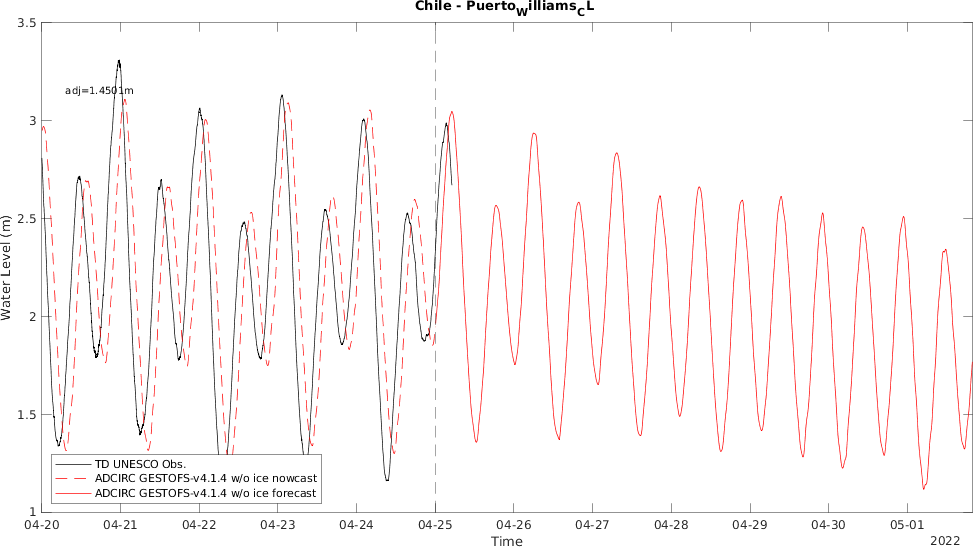 Chile - PuertoWilliamsCL
3.5
3
2.5
2
1.5
1
Water Level (m)
adj=1.4501m
TD UNESCO Obs.
ADCIRC GESTOFS-v4.1.4 w/o ice nowcast
ADCIRC GESTOFS-v4.1.4 w/o ice forecast
04-20 04-21 04-22 04-23 04-24 04-25 04-26 04-27 04-28 04-29 04-30 05-01
Time
2022